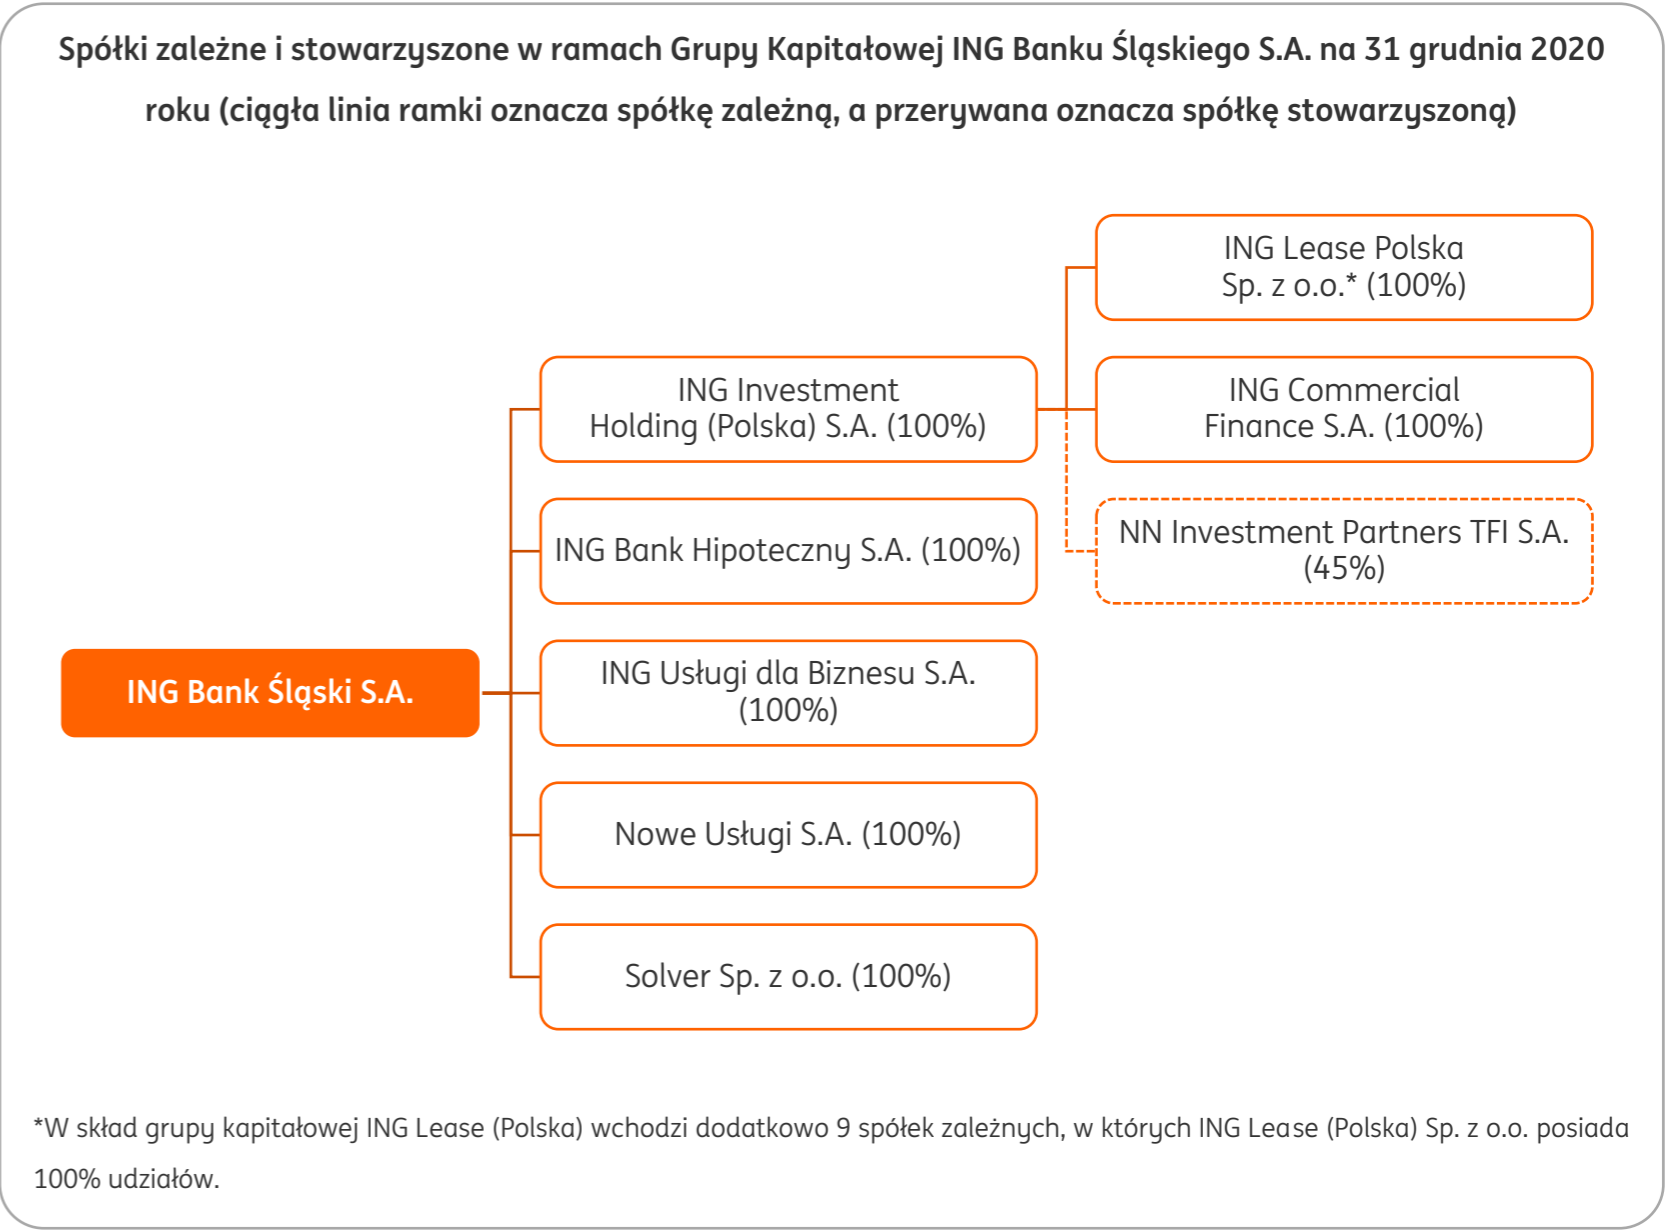 Spółki zależne i stowarzyszone w ramach Grupy Kapitałowej ING Banku Śląskiego S.A. na 31 grudnia 2020
roku (ciągła linia ramki oznacza spółkę zależną, a przerywana oznacza spółkę stowarzyszoną)
ING Bank Śląski S.A.
ING Investment
Holding (Polska) S.A. (100%)
ING Bank Hipoteczny S.A. (100%)
ING Usługi dla Biznesu S.A.
(100%)
Nowe Usługi S.A. (100%)
Solver Sp. z o.o. (100%)
ING Lease Polska
Sp. z o.o.* (100%)
ING Commercial
Finance S.A. (100%)
NN Investment Partners TFI S.A.
(45%)
*W skład grupy kapitałowej ING Lease (Polska) wchodzi dodatkowo 9 spółek zależnych, w których ING Lease (Polska) Sp. z o.o. posiada
100% udziałów.